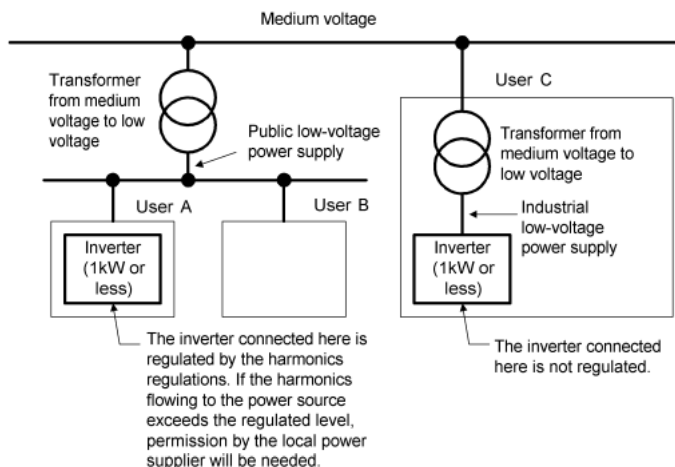 Medium voltage
Transformer
from medium
voltage to low
voltage
Public low-voltage
power supply
User A
User B
Inverter
(1kW or
less)
The inverter connected here is
regulated by the harmonics
regulations. If the harmonics
flowing to the power source
exceeds the regulated level,
permission by the local power
supplier will be needed.
User C
Transformer from
medium voltage to
low voltage
Industrial
low-voltage
power supply
Inverter
(1kW or
less)
The inverter connected
here is not regulated.